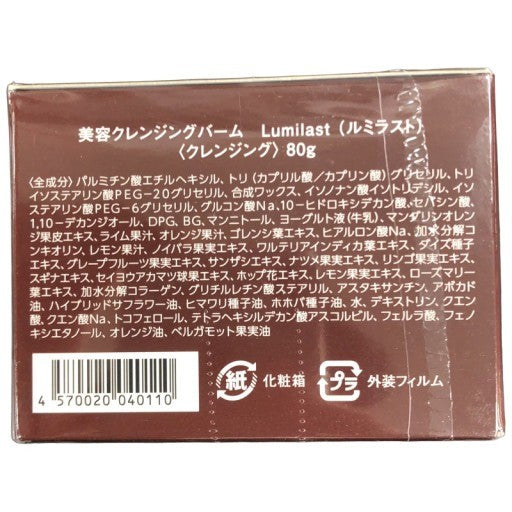 美容クレンジングバーム Lumilast（ルミラスト）
〈クレンジング〉80g
〈全成分〉パルミチン酸エチルヘキシル、トリ（カプリル酸／カプリン酸）グリセリル、トリ
イソステアリン酸PEG-20グリセリル、合成ワックス、イソノナン酸イソトリデシル、イソ
ステアリン酸PEG-6グリセリル、グルコン酸Na、10-ヒドロキシデカン酸、セバシン酸、
1,10-デカンジオール、DPG、BG、マンニトール、ヨーグルト液（牛乳）、マンダリンオレン
ジ果皮エキス、ライム果汁、オレンジ果汁、ゴレンシ葉エキス、ヒアルロン酸Na、加水分解
コンキオリン、レモン果汁、ノイバラ果実エキス、ワルテリアインディカ葉エキス、ダイズ種子
エキス、グレープフルーツ果実エキス、サンザシエキス、ナツメ果実エキス、リンゴ果実エキス、
スギナエキス、セイヨウアカマツ球果エキス、ホップ花エキス、レモン果実エキス、ローズマリー
葉エキス、加水分解コラーゲン、グリチルレチン酸ステアリル、アスタキサンチン、アボカド
油、ハイブリッドサフラワー油、ヒマワリ種子油、ホホバ種子油、水、デキストリン、クエン
酸、クエン酸Na、トコフェロール、テトラヘキシルデカン酸アスコルビル、フェルラ酸、フェノ
キシエタノール、オレンジ油、ベルガモット果実油
紙 化粧箱 プラ 外装フィルム
4 570020 040110